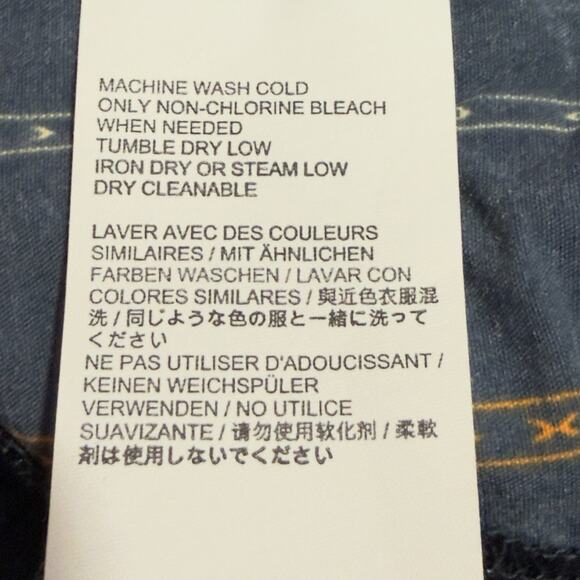 MACHINE WASH COLD
ONLY NON-CHLORINE BLEACH
WHEN NEEDED
TUMBLE DRY LOW
IRON DRY OR STEAM LOW
DRY CLEANABLE
LAVER AVEC DES COULEURS
SIMILAIRES / MIT ÄHNLICHEN
FARBEN WASCHEN / LAVAR CON
COLORES SIMILARES / 與近色衣服混
洗 / 同じような色の服と一緒に洗って
ください
NE PAS UTILISER D'ADOUCISSANT /
KEINEN WEICHSPÜLER
VERWENDEN / NO UTILICE
SUAVIZANTE / 请勿使用软化剂 / 柔軟
剤は使用しないでください